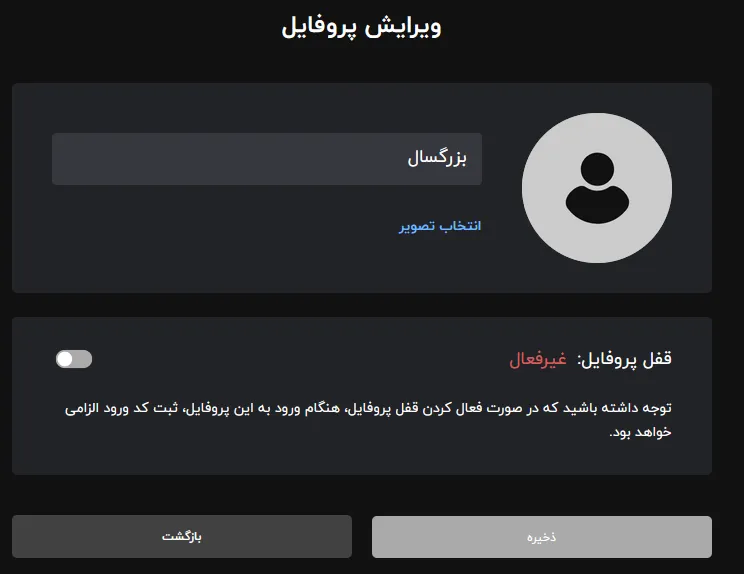 ویرایش پروفایل
بزرگسال
انتخاب تصویر
قفل پروفایل: غیرفعال
توجه داشته باشید که در صورت فعال کردن قفل پروفایل، هنگام ورود به این پروفایل، ثبت کد ورود الزامی
خواهد بود.
ذخیره
بازگشت